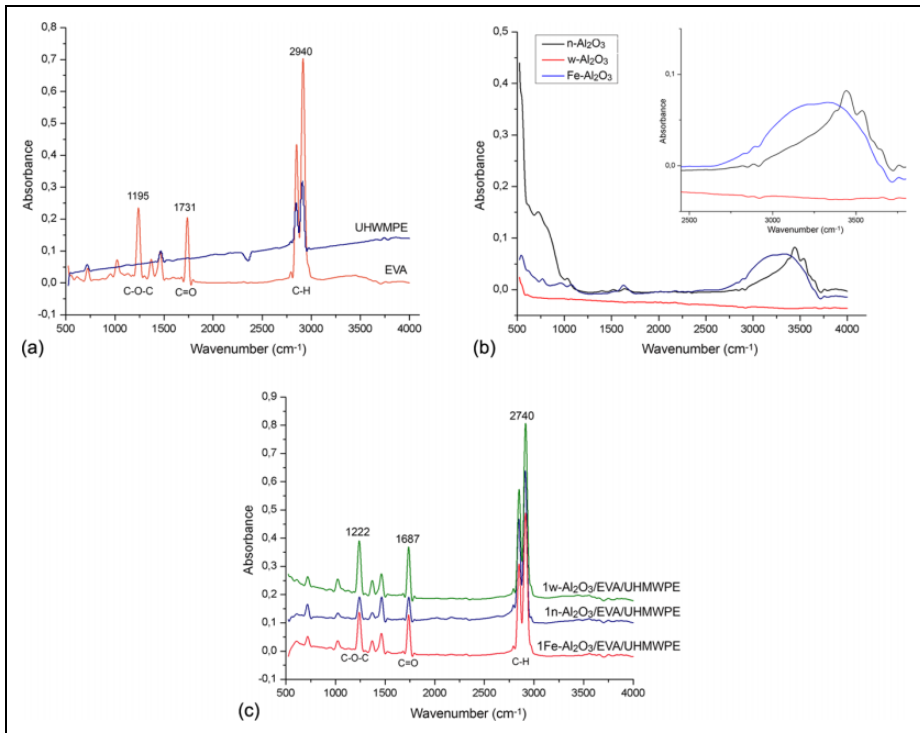 0,8
0,7
0,6
0,5
0,4
0,3
0,2
0,1
0,0
-0,1
Absorbance
2940
1195
1731
UHWMPE
EVA
C-O-C
C=O
C-H
500 1000 1500 2000 2500 3000 3500 4000
Wavenumber (cm⁻¹)
(a)
0,5
0,4
0,3
0,2
0,1
0,0
Absorbance
n-Al₂O₃
w-Al₂O₃
Fe-Al₂O₃
0,1
0,0
Absorbance
2500 3000 3500
Wavenumber (cm⁻¹)
500 1000 1500 2000 2500 3000 3500 4000
Wavenumber (cm⁻¹)
(b)
0,9
0,8
0,7
0,6
0,5
0,4
0,3
0,2
0,1
0,0
-0,1
Absorbance
2740
1222
1687
1w-Al₂O₃/EVA/UHMWPE
1n-Al₂O₃/EVA/UHMWPE
1Fe-Al₂O₃/EVA/UHMWPE
C-O-C
C=O
C-H
500 1000 1500 2000 2500 3000 3500 4000
Wavenumber (cm⁻¹)
(c)